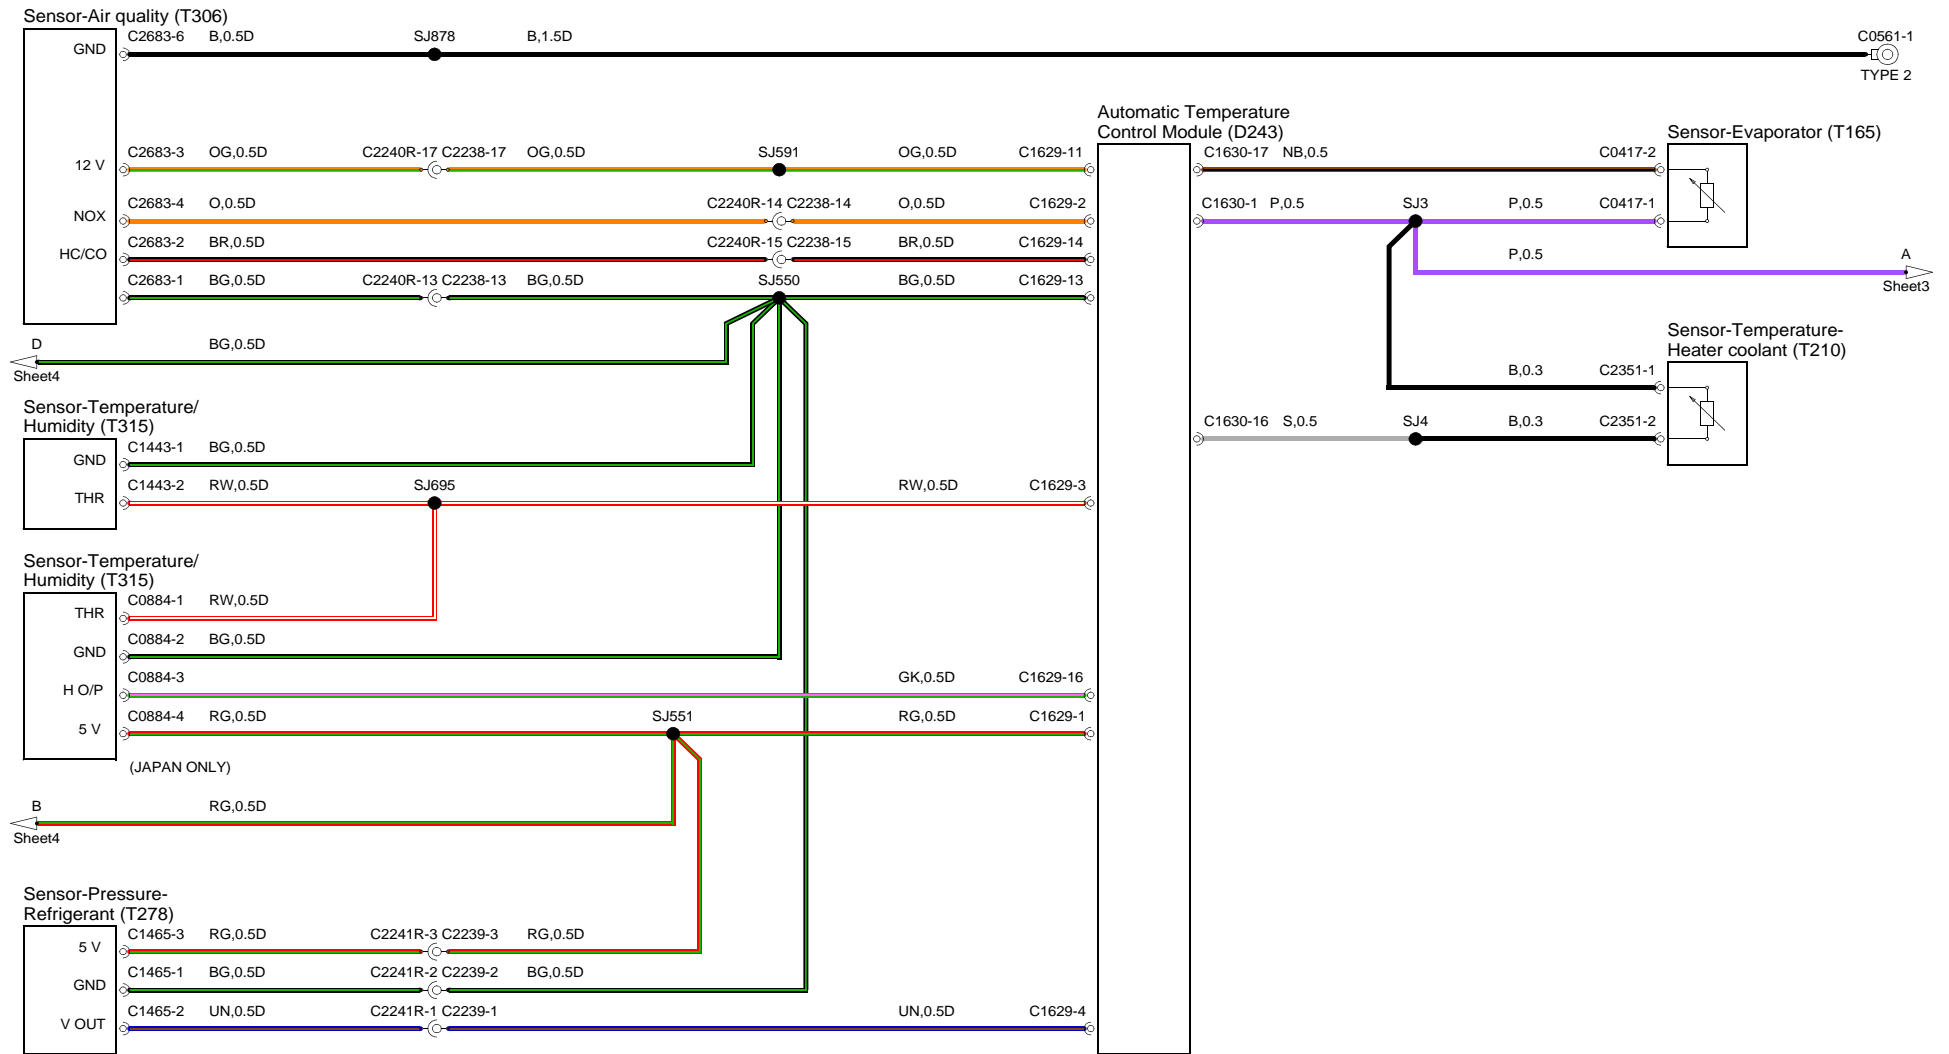 Sensor-Air quality (T306)
GND C2683-6 B,0.5D SJ878 B,1.5D C0561-1
TYPE 2
Automatic Temperature
Control Module (D243)
Sensor-Evaporator (T165)
12 V C2683-3 OG,0.5D C2240R-17 C2238-17 OG,0.5D SJ591 OG,0.5D C1629-11
C1630-17 NB,0.5 C0417-2
NOX C2683-4 O,0.5D C2240R-14 C2238-14 O,0.5D C1629-2
C1630-1 P,0.5 SJ3 P,0.5 C0417-1
HC/CO C2683-2 BR,0.5D C2240R-15 C2238-15 BR,0.5D C1629-14
P,0.5 A
Sheet3
C2683-1 BG,0.5D C2240R-13 C2238-13 BG,0.5D SJ550 BG,0.5D C1629-13
D BG,0.5D
Sheet4
Sensor-Temperature-
Heater coolant (T210)
B,0.3 C2351-1
C1630-16 S,0.5 SJ4 B,0.3 C2351-2
Sensor-Temperature/
Humidity (T315)
GND C1443-1 BG,0.5D
THR C1443-2 RW,0.5D SJ695 RW,0.5D C1629-3
Sensor-Temperature/
Humidity (T315)
THR C0884-1 RW,0.5D
GND C0884-2 BG,0.5D
H O/P C0884-3 GK,0.5D C1629-16
5 V C0884-4 RG,0.5D SJ551 RG,0.5D C1629-1
(JAPAN ONLY)
B RG,0.5D
Sheet4
Sensor-Pressure-
Refrigerant (T278)
5 V C1465-3 RG,0.5D C2241R-3 C2239-3 RG,0.5D
GND C1465-1 BG,0.5D C2241R-2 C2239-2 BG,0.5D
V OUT C1465-2 UN,0.5D C2241R-1 C2239-1 UN,0.5D C1629-4